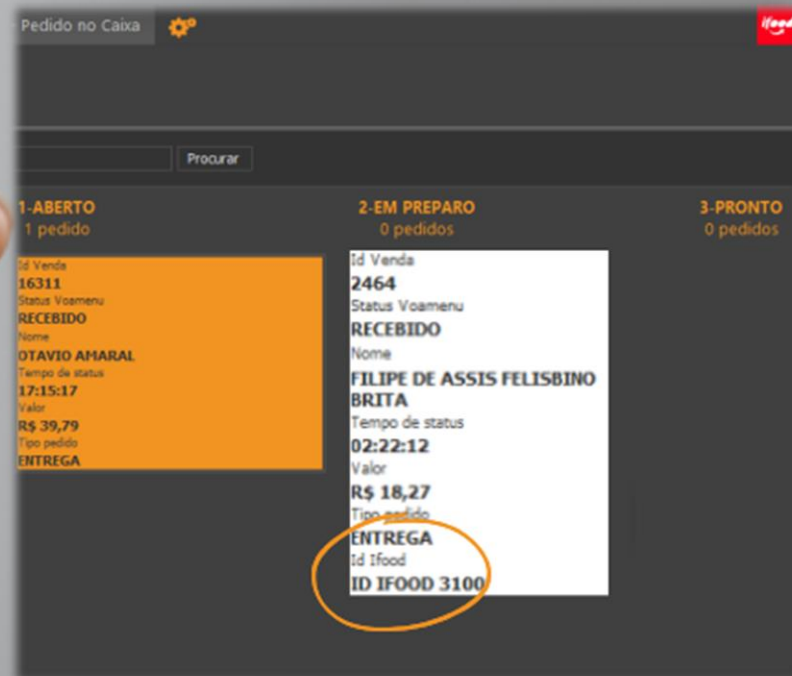 Pedido no Caixa
ifood
Procurar
1-ABERTO
1 pedido
Id Venda
16311
Status Voamenu
RECEBIDO
Nome
OTAVIO AMARAL
Tempo de status
17:15:17
Valor
R$ 39,79
Tipo pedido
ENTREGA
2-EM PREPARO
0 pedidos
Id Venda
2464
Status Voamenu
RECEBIDO
Nome
FILIPE DE ASSIS FELISBINO
BRITA
Tempo de status
02:22:12
Valor
R$ 18,27
Tipo pedido
ENTREGA
Id Ifood
ID IFOOD 3100
3-PRONTO
0 pedidos